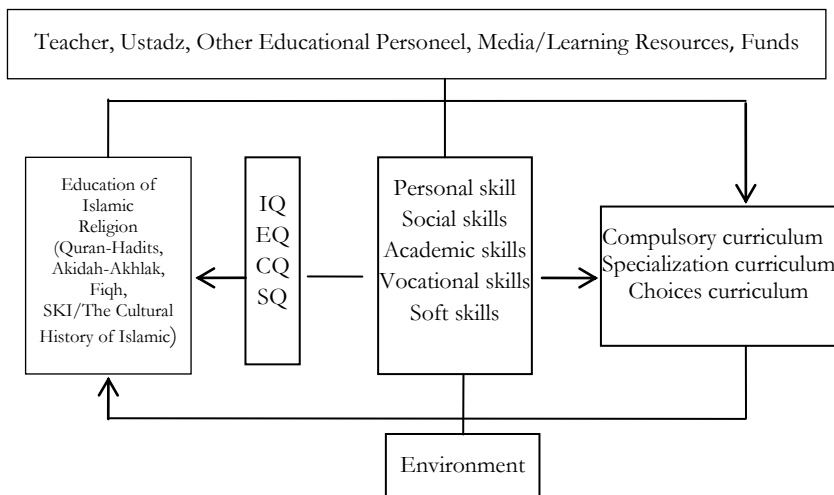 Teacher, Ustadz, Other Educational Personeel, Media/Learning Resources, Funds
Education of
Islamic
Religion
(Quran-Hadits,
Akidah-Akhlak,
Fiqh,
SKI/The Cultural
History of Islamic)
IQ
EQ
CQ
SQ
Personal skill
Social skills
Academic skills
Vocational skills
Soft skills
Compulsory curriculum
Specialization curriculum
Choices curriculum
Environment